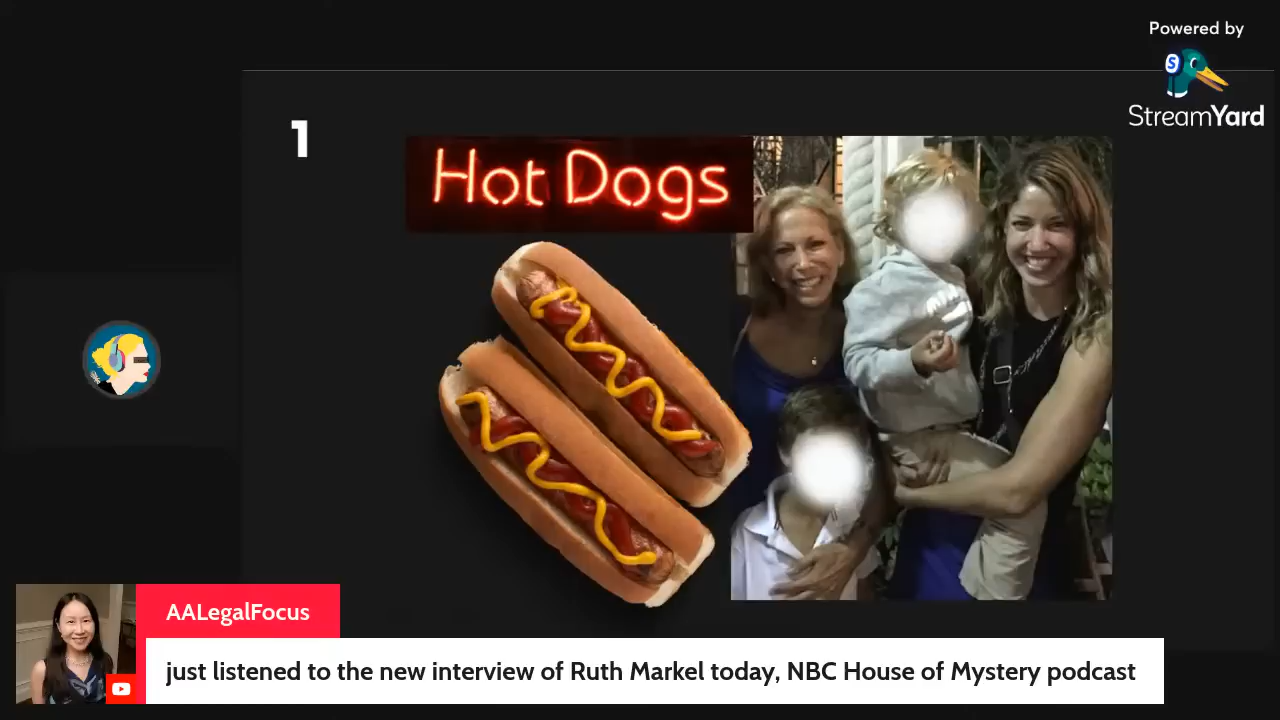 Powered by
StreamYard
1
Hot Dogs
AALegalFocus
just listened to the new interview of Ruth Markel today, NBC House of Mystery podcast